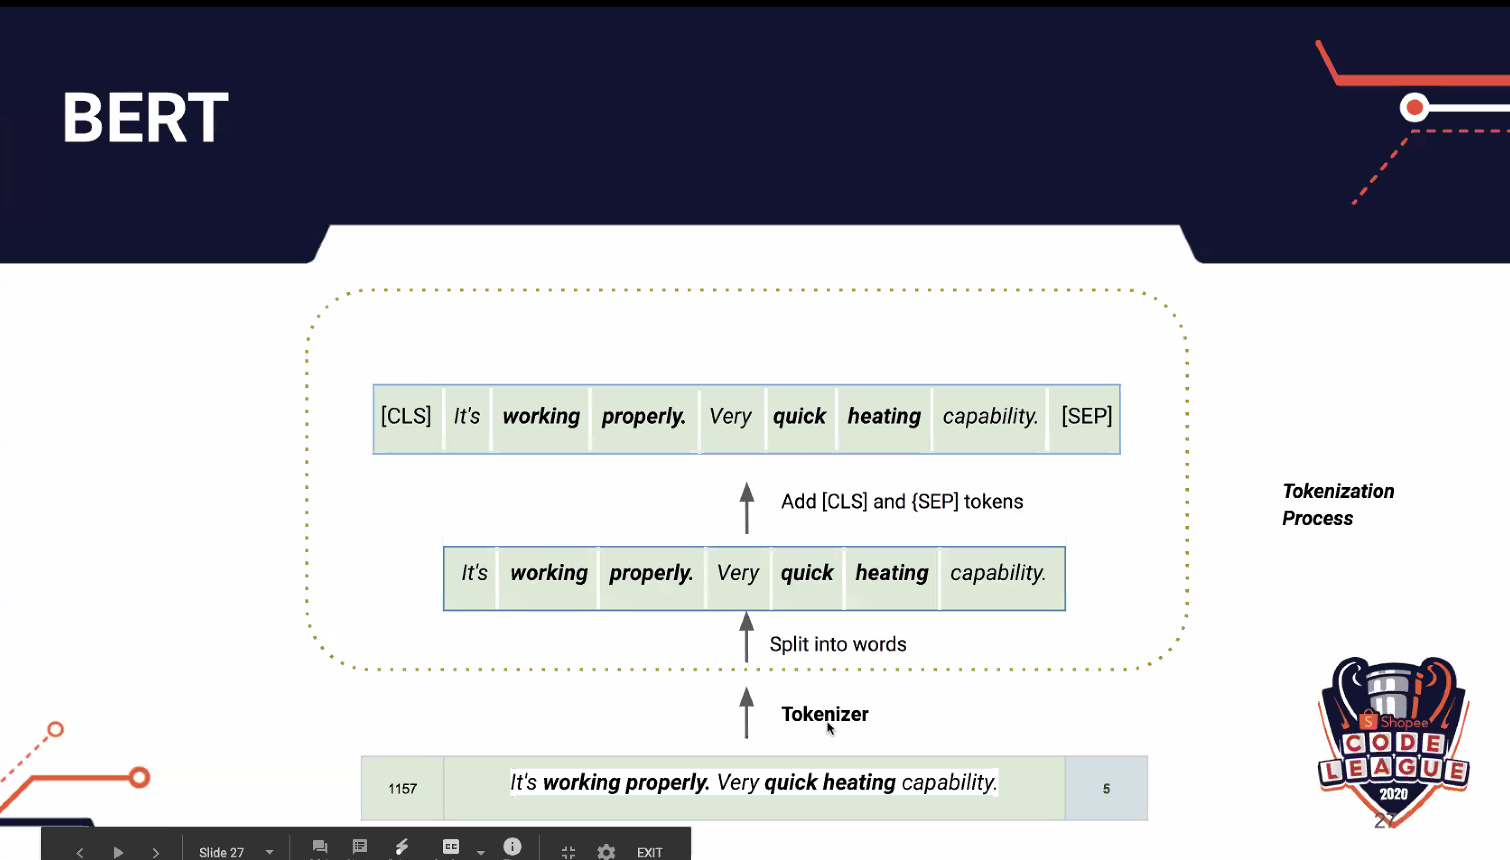 BERT
[CLS] It's working properly. Very quick heating capability. [SEP]
Add [CLS] and {SEP] tokens
Tokenization
Process
It's working properly. Very quick heating capability.
Split into words
Tokenizer
1157 It's working properly. Very quick heating capability. 5
Shopee
CODE
LEAGUE
2020
27
Slide 27
CC
EXIT